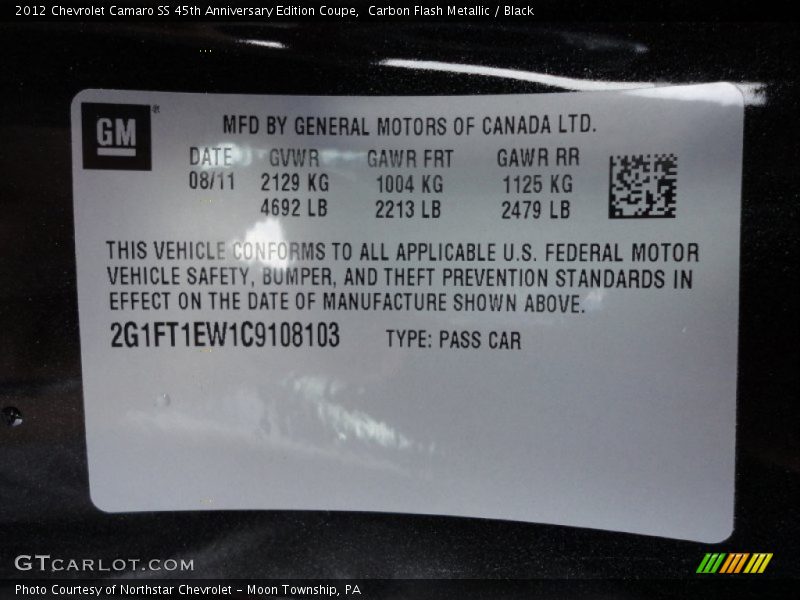 2012 Chevrolet Camaro SS 45th Anniversary Edition Coupe,  Carbon Flash Metallic / Black
GM®
MFD BY GENERAL MOTORS OF CANADA LTD.
DATE GVWR GAWR FRT GAWR RR
08/11 2129 KG 1004 KG 1125 KG
4692 LB 2213 LB 2479 LB
THIS VEHICLE CONFORMS TO ALL APPLICABLE U.S. FEDERAL MOTOR
VEHICLE SAFETY, BUMPER, AND THEFT PREVENTION STANDARDS IN
EFFECT ON THE DATE OF MANUFACTURE SHOWN ABOVE.
2G1FT1EW1C9108103 TYPE: PASS CAR
GTCARLOT.COM
Photo Courtesy of Northstar Chevrolet – Moon Township, PA